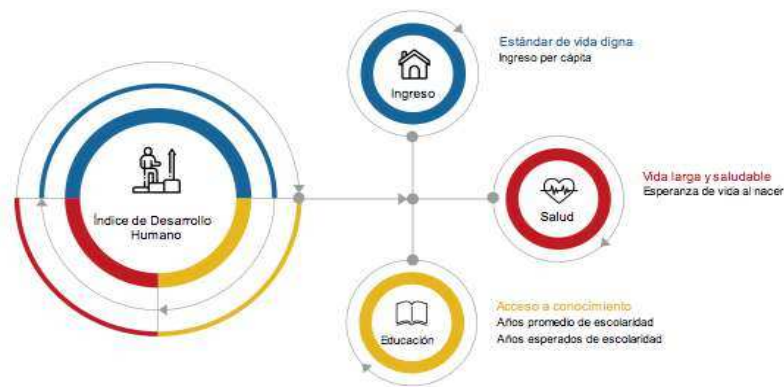 Índice de Desarrollo
Humano
Ingreso
Estándar de vida digna
Ingreso per cápita
Salud
Vida larga y saludable
Esperanza de vida al nacer
Educación
Acceso a conocimiento
Años promedio de escolaridad
Años esperados de escolaridad